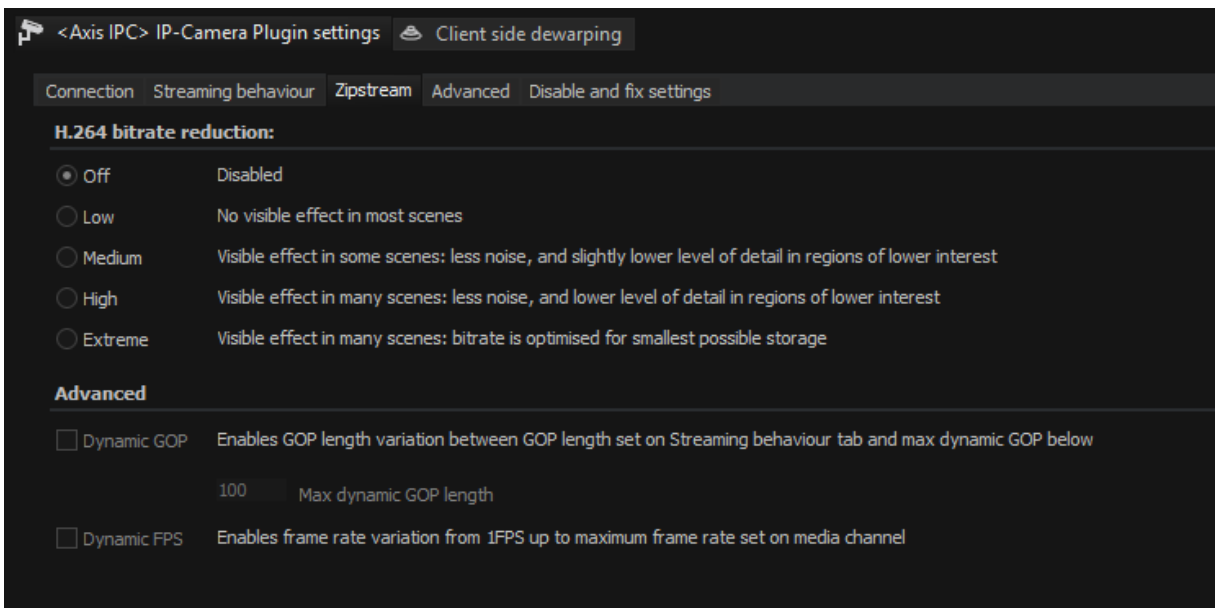 <Axis IPC> IP-Camera Plugin settings Client side dewarping
Connection Streaming behaviour Zipstream Advanced Disable and fix settings
H.264 bitrate reduction:
Off Disabled
Low No visible effect in most scenes
Medium Visible effect in some scenes: less noise, and slightly lower level of detail in regions of lower interest
High Visible effect in many scenes: less noise, and lower level of detail in regions of lower interest
Extreme Visible effect in many scenes: bitrate is optimised for smallest possible storage
Advanced
Dynamic GOP Enables GOP length variation between GOP length set on Streaming behaviour tab and max dynamic GOP below
100 Max dynamic GOP length
Dynamic FPS Enables frame rate variation from 1FPS up to maximum frame rate set on media channel